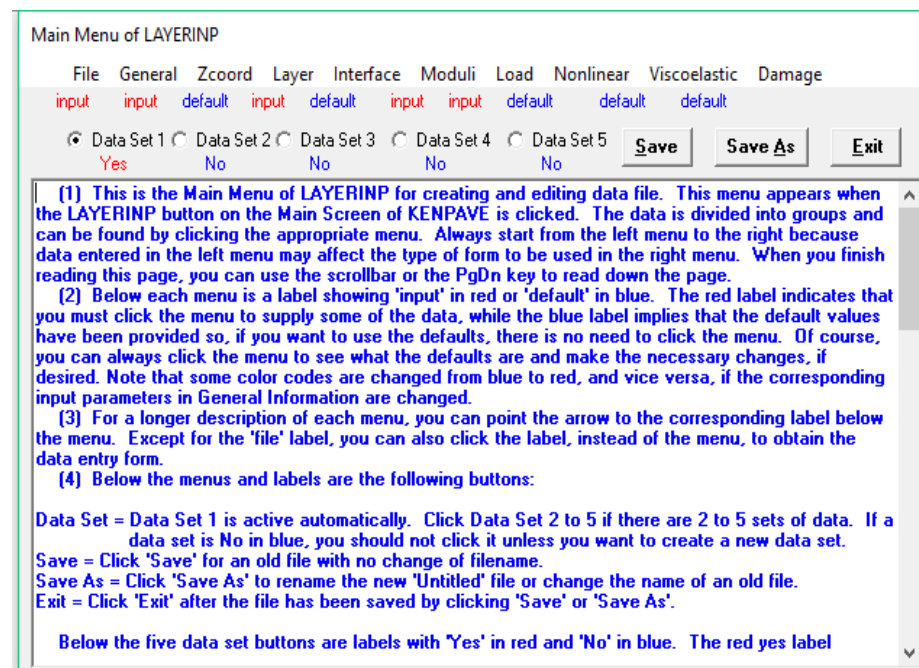 Main Menu of LAYERINP
File General Zcoord Layer Interface Moduli Load Nonlinear Viscoelastic Damage
input input default input default input input default default default
Data Set 1 Data Set 2 Data Set 3 Data Set 4 Data Set 5 Save Save As Exit
Yes No No No No
(1) This is the Main Menu of LAYERINP for creating and editing data file. This menu appears when
the LAYERINP button on the Main Screen of KENPAVE is clicked. The data is divided into groups and
can be found by clicking the appropriate menu. Always start from the left menu to the right because
data entered in the left menu may affect the type of form to be used in the right menu. When you finish
reading this page, you can use the scrollbar or the PgDn key to read down the page.
(2) Below each menu is a label showing 'input' in red or 'default' in blue. The red label indicates that
you must click the menu to supply some of the data, while the blue label implies that the default values
have been provided so, if you want to use the defaults, there is no need to click the menu. Of course,
you can always click the menu to see what the defaults are and make the necessary changes, if
desired. Note that some color codes are changed from blue to red, and vice versa, if the corresponding
input parameters in General Information are changed.
(3) For a longer description of each menu, you can point the arrow to the corresponding label below
the menu. Except for the 'file' label, you can also click the label, instead of the menu, to obtain the
data entry form.
(4) Below the menus and labels are the following buttons:
Data Set = Data Set 1 is active automatically. Click Data Set 2 to 5 if there are 2 to 5 sets of data. If a
data set is No in blue, you should not click it unless you want to create a new data set.
Save = Click 'Save' for an old file with no change of filename.
Save As = Click 'Save As' to rename the new 'Untitled' file or change the name of an old file.
Exit = Click 'Exit' after the file has been saved by clicking 'Save' or 'Save As'.
Below the five data set buttons are labels with 'Yes' in red and 'No' in blue. The red yes label